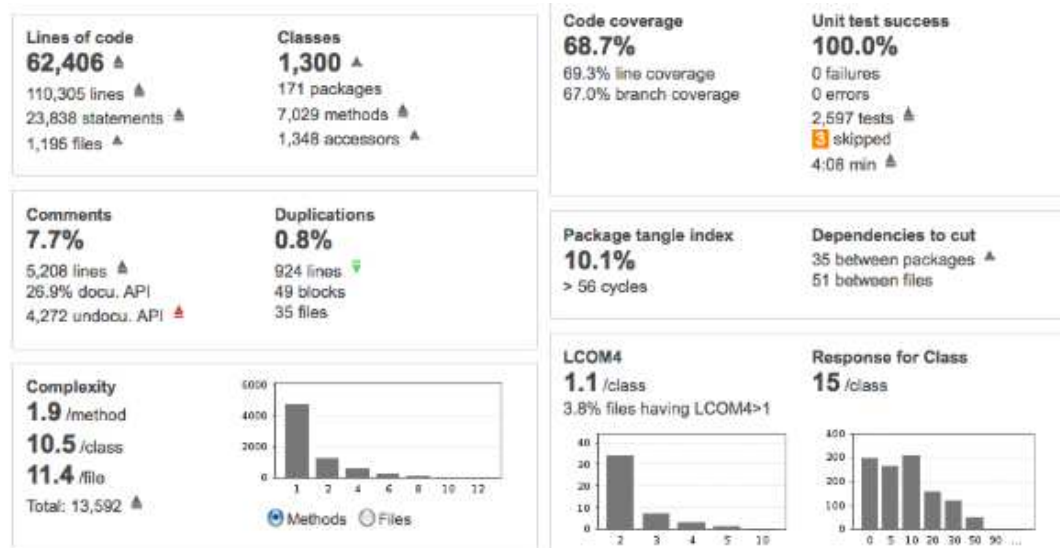 Lines of code
62,406
110,305 lines
23,838 statements
1,195 files
Classes
1,300
171 packages
7,029 methods
1,348 accessors
Comments
7.7%
5,208 lines
26.9% docu. API
4,272 undocu. API
Duplications
0.8%
924 lines
49 blocks
35 files
Complexity
1.9 /method
10.5 /class
11.4 /file
Total: 13,592
6000
4000
2000
0
1 2 4 6 8 10 12
Methods Files
Code coverage
68.7%
69.3% line coverage
67.0% branch coverage
Unit test success
100.0%
0 failures
0 errors
2,597 tests
3 skipped
4:08 min
Package tangle index
10.1%
> 56 cycles
Dependencies to cut
35 between packages
51 between files
LCOM4
1.1 /class
3.8% files having LCOM4>1
40
20
10
0
2 3 4 5 10
Response for Class
15 /class
200
100
0
0 5 10 20 30 50 90 ...